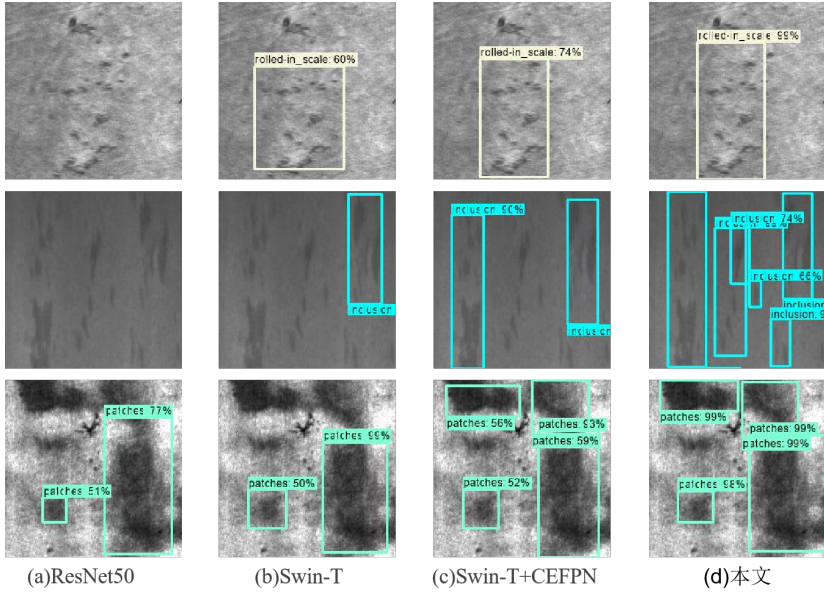 rolled-in_scale: 60%
rolled-in_scale: 74%
rolled-in_scale: 99%
inclusion
inclusion: 90%
inclusion
inclusion: 74%
inclusion: 66%
inclusion
inclusion: 9
patches: 77%
patches: 51%
patches: 99%
patches: 50%
patches: 56%
patches: 93%
patches: 59%
patches: 52%
patches: 99%
patches: 99%
patches: 99%
patches: 98%
(a)ResNet50
(b)Swin-T
(c)Swin-T+CEFPN
(d)本文